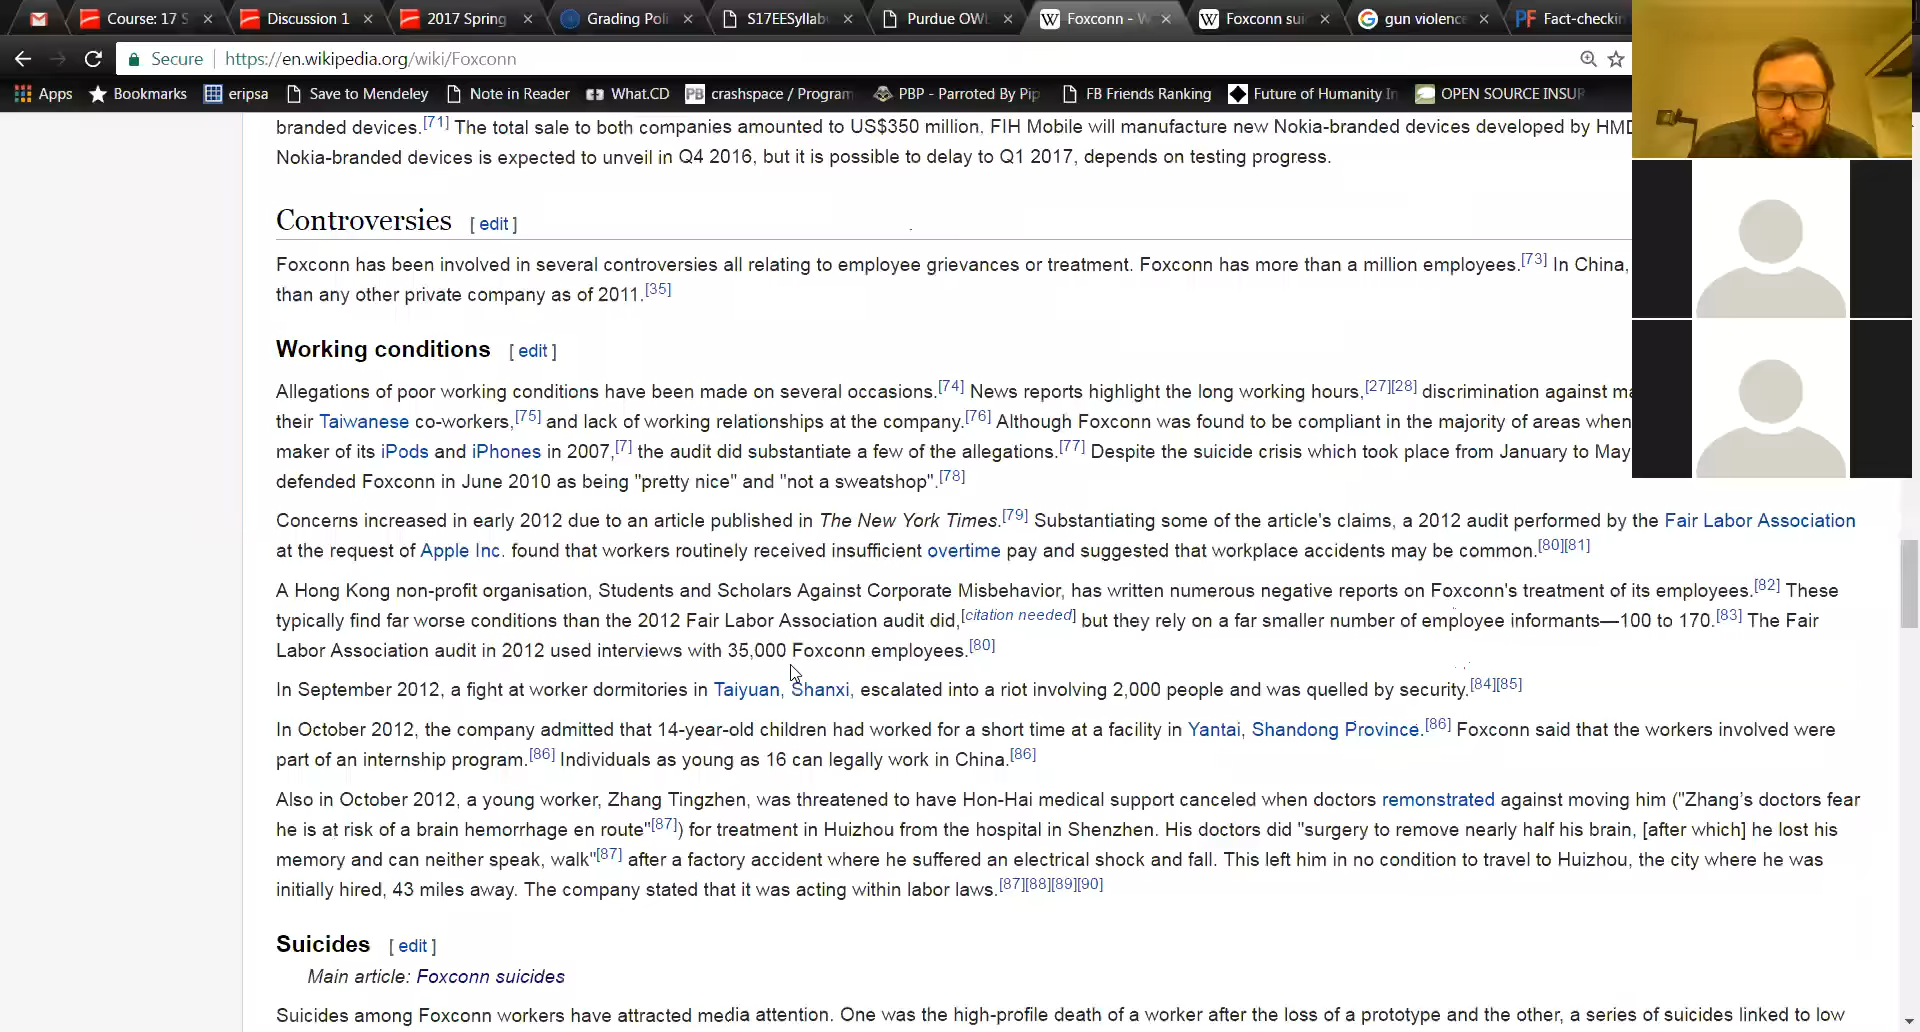 Course: 17 S
Discussion 1
2017 Spring
Grading Poli
S17EESyllab
Purdue OWL
Foxconn - W
Foxconn sui
gun violence
Fact-checkin
Secure https://en.wikipedia.org/wiki/Foxconn
Apps Bookmarks eripsa Save to Mendeley Note in Reader What.CD crashspace / Program PBP - Parroted By Pip FB Friends Ranking Future of Humanity In OPEN SOURCE INSUR
branded devices.[71] The total sale to both companies amounted to US$350 million. FIH Mobile will manufacture new Nokia-branded devices developed by HMD
Nokia-branded devices is expected to unveil in Q4 2016, but it is possible to delay to Q1 2017, depends on testing progress.
Controversies [ edit ]
Foxconn has been involved in several controversies all relating to employee grievances or treatment. Foxconn has more than a million employees.[73] In China,
than any other private company as of 2011.[35]
Working conditions [ edit ]
Allegations of poor working conditions have been made on several occasions.[74] News reports highlight the long working hours,[27][28] discrimination against ma
their Taiwanese co-workers,[75] and lack of working relationships at the company.[76] Although Foxconn was found to be compliant in the majority of areas when
maker of its iPods and iPhones in 2007,[7] the audit did substantiate a few of the allegations.[77] Despite the suicide crisis which took place from January to May
defended Foxconn in June 2010 as being "pretty nice" and "not a sweatshop".[78]
Concerns increased in early 2012 due to an article published in The New York Times.[79] Substantiating some of the article's claims, a 2012 audit performed by the Fair Labor Association
at the request of Apple Inc. found that workers routinely received insufficient overtime pay and suggested that workplace accidents may be common.[80][81]
A Hong Kong non-profit organisation, Students and Scholars Against Corporate Misbehavior, has written numerous negative reports on Foxconn's treatment of its employees.[82] These
typically find far worse conditions than the 2012 Fair Labor Association audit did,[citation needed] but they rely on a far smaller number of employee informants—100 to 170.[83] The Fair
Labor Association audit in 2012 used interviews with 35,000 Foxconn employees.[80]
In September 2012, a fight at worker dormitories in Taiyuan, Shanxi, escalated into a riot involving 2,000 people and was quelled by security.[84][85]
In October 2012, the company admitted that 14-year-old children had worked for a short time at a facility in Yantai, Shandong Province.[86] Foxconn said that the workers involved were
part of an internship program.[86] Individuals as young as 16 can legally work in China.[86]
Also in October 2012, a young worker, Zhang Tingzhen, was threatened to have Hon-Hai medical support canceled when doctors remonstrated against moving him ("Zhang's doctors fear
he is at risk of a brain hemorrhage en route"[87]) for treatment in Huizhou from the hospital in Shenzhen. His doctors did "surgery to remove nearly half his brain, [after which] he lost his
memory and can neither speak, walk"[87] after a factory accident where he suffered an electrical shock and fall. This left him in no condition to travel to Huizhou, the city where he was
initially hired, 43 miles away. The company stated that it was acting within labor laws.[87][88][89][90]
Suicides [ edit ]
Main article: Foxconn suicides
Suicides among Foxconn workers have attracted media attention. One was the high-profile death of a worker after the loss of a prototype and the other, a series of suicides linked to low